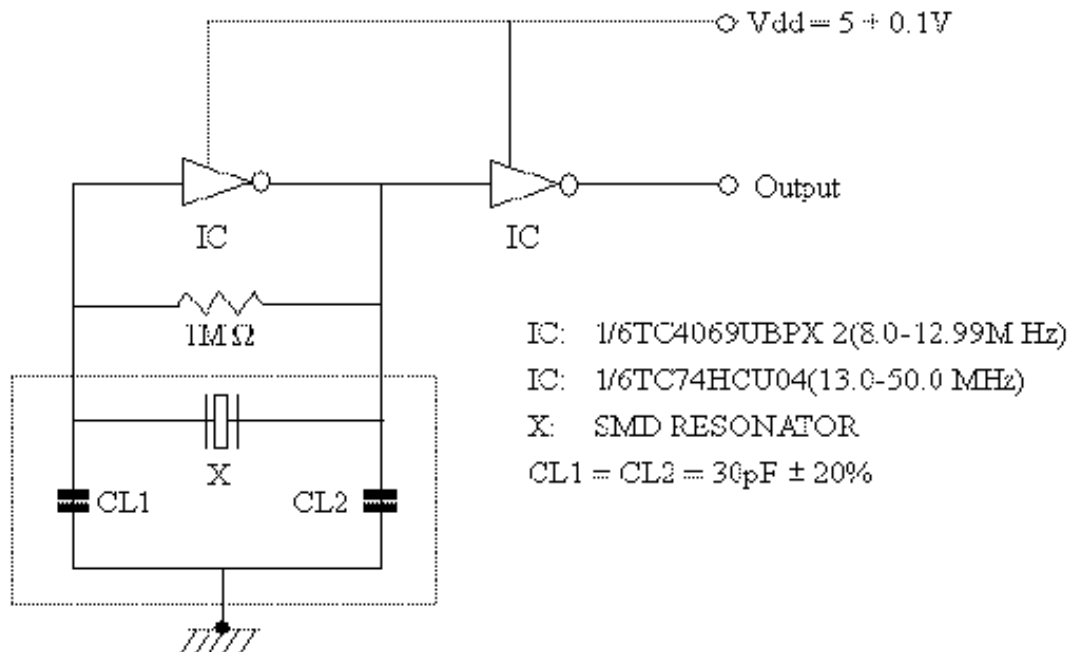 Vdd = 5 + 0.1V
Output
IC
IC
1M Ω
IC: 1/6TC4069UBPX 2(8.0-12.99M Hz)
IC: 1/6TC74HCU04(13.0-50.0 MHz)
X: SMD RESONATOR
CL1 = CL2 = 30pF ± 20%
X
CL1
CL2